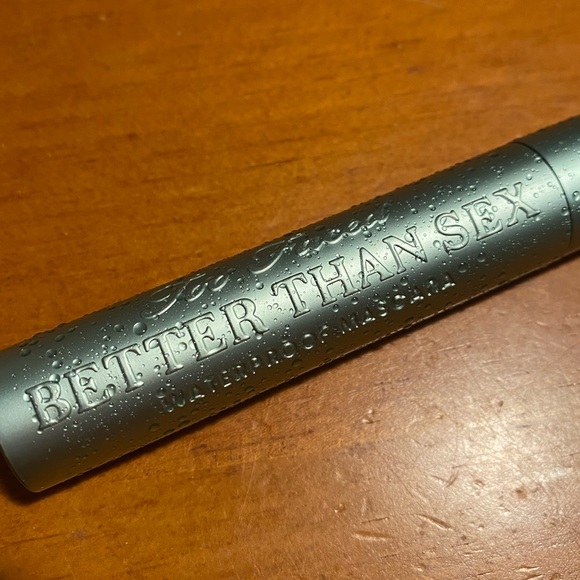 Too Faced
BETTER THAN SEX
WATERPROOF MASCARA